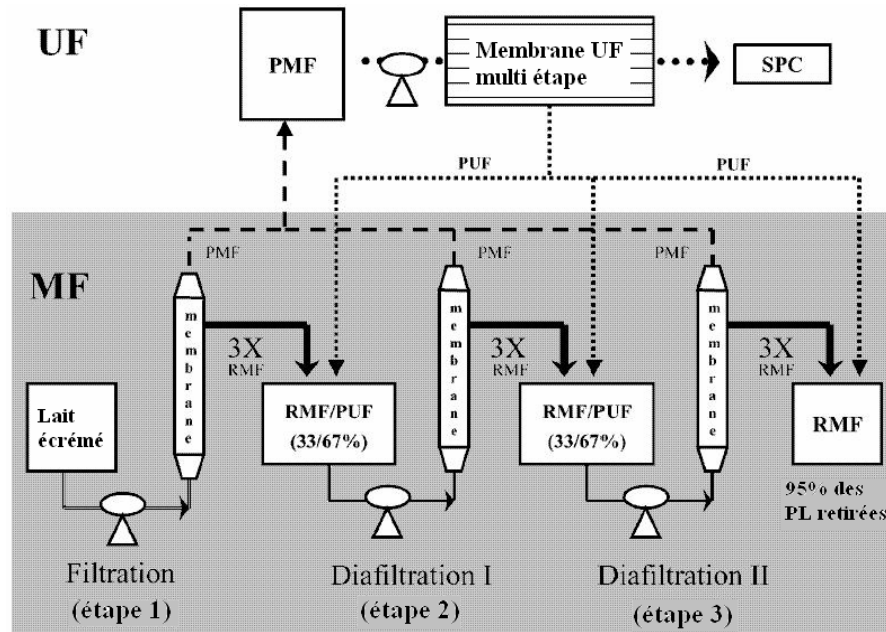 UF
PMF
Membrane UF
multi étape
SPC
PUF
PUF
MF
PMF
PMF
PMF
membrane
membrane
membrane
3X
RMF
3X
RMF
3X
RMF
Lait
écrémé
RMF/PUF
(33/67%)
RMF/PUF
(33/67%)
RMF
95% des
PL retirées
Filtration
(étape 1)
Diafiltration I
(étape 2)
Diafiltration II
(étape 3)